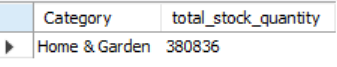 Category total_stock_quantity
Home & Garden 380836